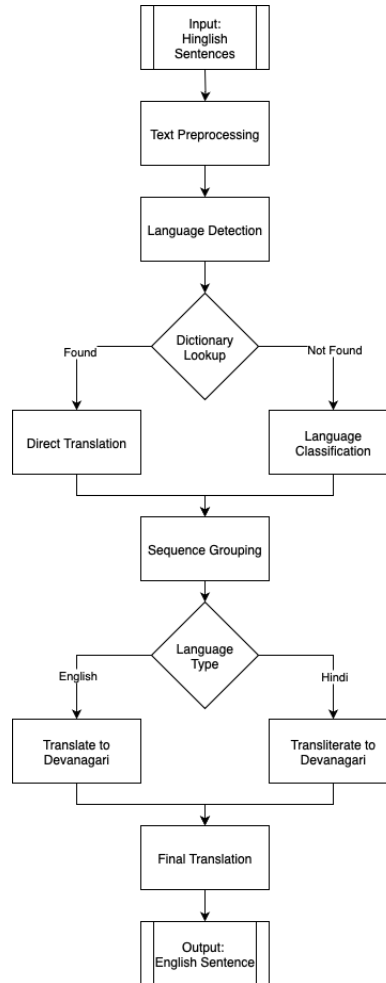 Input:
Hinglish
Sentences
Text Preprocessing
Language Detection
Dictionary
Lookup
Found
Not Found
Direct Translation
Language
Classification
Sequence Grouping
Language
Type
English
Hindi
Translate to
Devanagari
Transliterate to
Devanagari
Final Translation
Output:
English Sentence